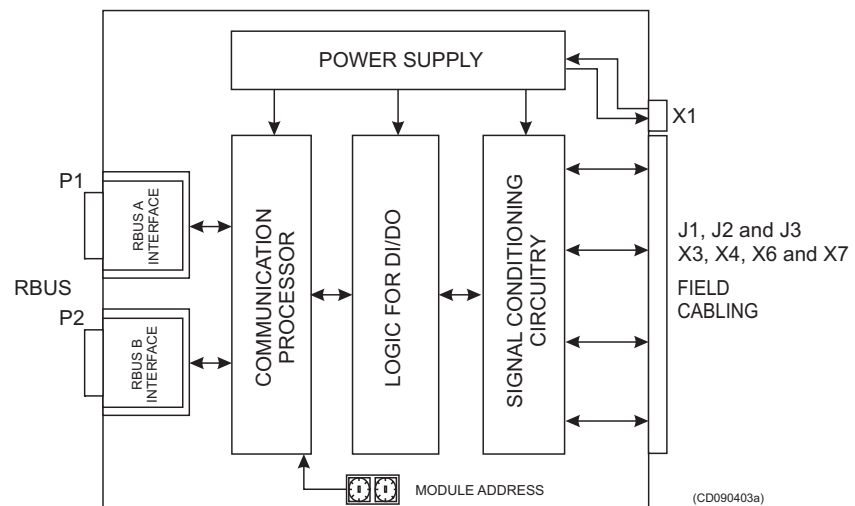 POWER SUPPLY
X1
P1
RBUS A
INTERFACE
RBUS
P2
RBUS B
INTERFACE
COMMUNICATION
PROCESSOR
LOGIC FOR DI/DO
SIGNAL CONDITIONING
CIRCUITRY
J1, J2 and J3
X3, X4, X6 and X7
FIELD
CABLING
MODULE ADDRESS
(CD090403a)